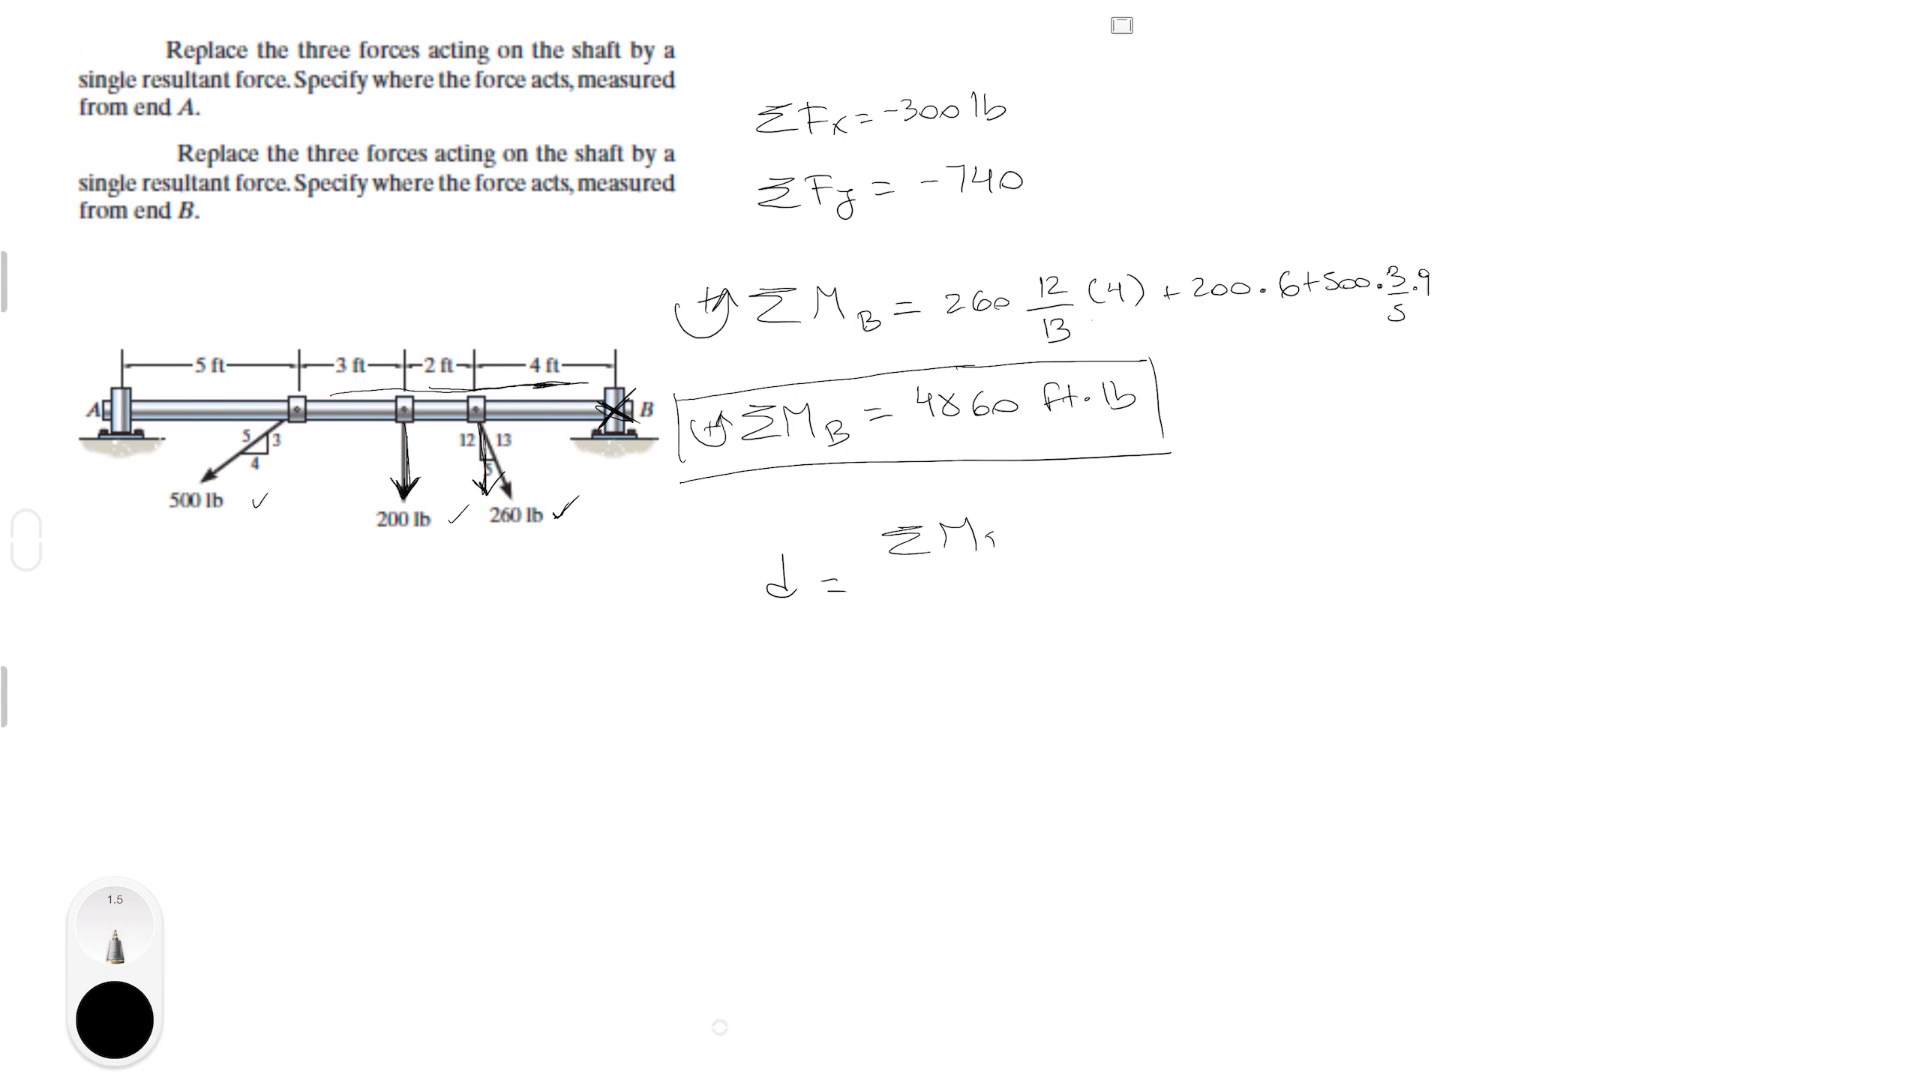 Replace the three forces acting on the shaft by a
single resultant force. Specify where the force acts, measured
from end A.
Replace the three forces acting on the shaft by a
single resultant force. Specify where the force acts, measured
from end B.
ΣFx = -300 lb
ΣFy = -740
ΣM_B = 260 12/13 (4) + 200 · 6 + 500 · 3/5 · 9
5 ft 3 ft 2 ft 4 ft
A B
ΣM_B = 4860 ft·lb
5 3 12 13
4 5
500 lb ✓
200 lb ✓ 260 lb ✓
ΣM
d =
1.5